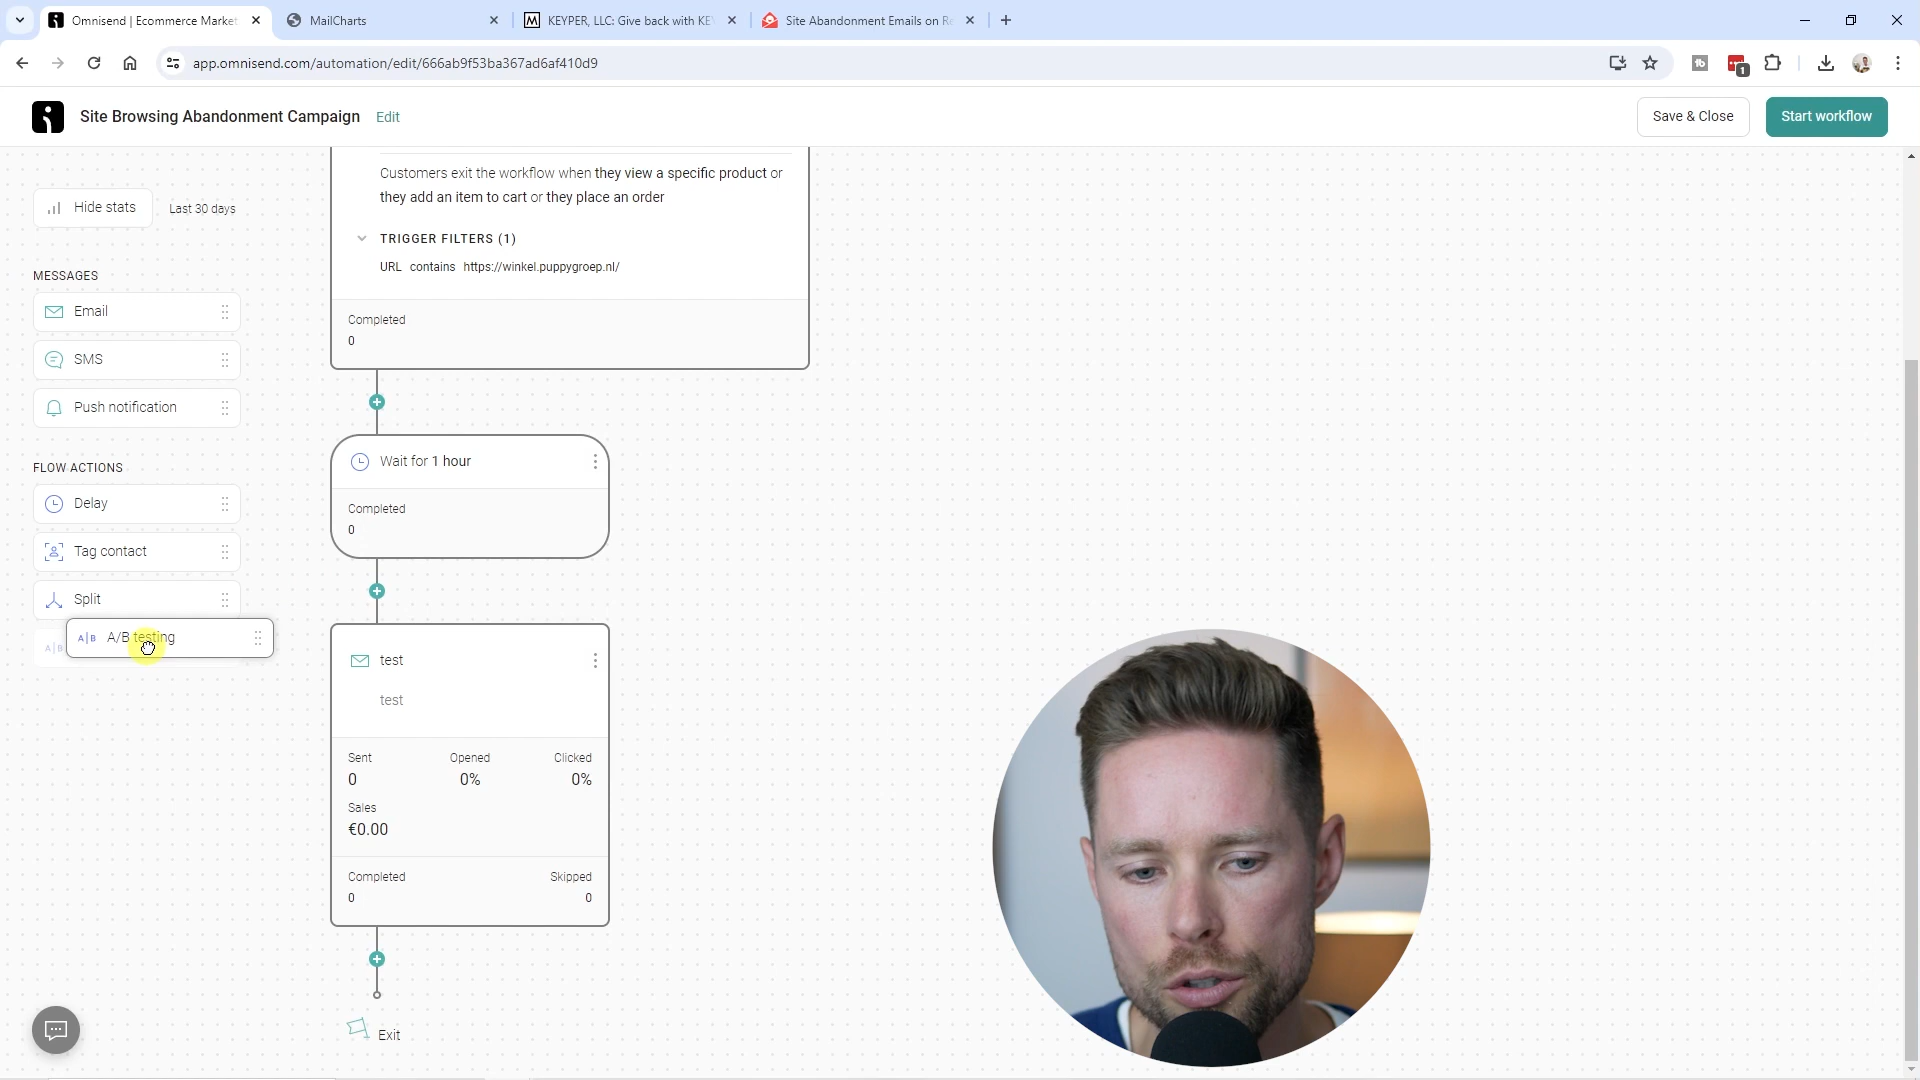 Omnisend | Ecommerce Market
MailCharts
KEYPER, LLC: Give back with KE
Site Abandonment Emails on R
app.omnisend.com/automation/edit/666ab9f53ba367ad6af410d9
1
Site Browsing Abandonment Campaign
Edit
Save & Close
Start workflow
Hide stats
Last 30 days
MESSAGES
Email
SMS
Push notification
FLOW ACTIONS
Delay
Tag contact
Split
A|B
A|B A/B testing
Customers exit the workflow when they view a specific product or
they add an item to cart or they place an order
TRIGGER FILTERS (1)
URL contains https://winkel.puppygroep.nl/
Completed
0
Wait for 1 hour
Completed
0
test
test
Sent Opened Clicked
0 0% 0%
Sales
€0.00
Completed Skipped
0 0
Exit